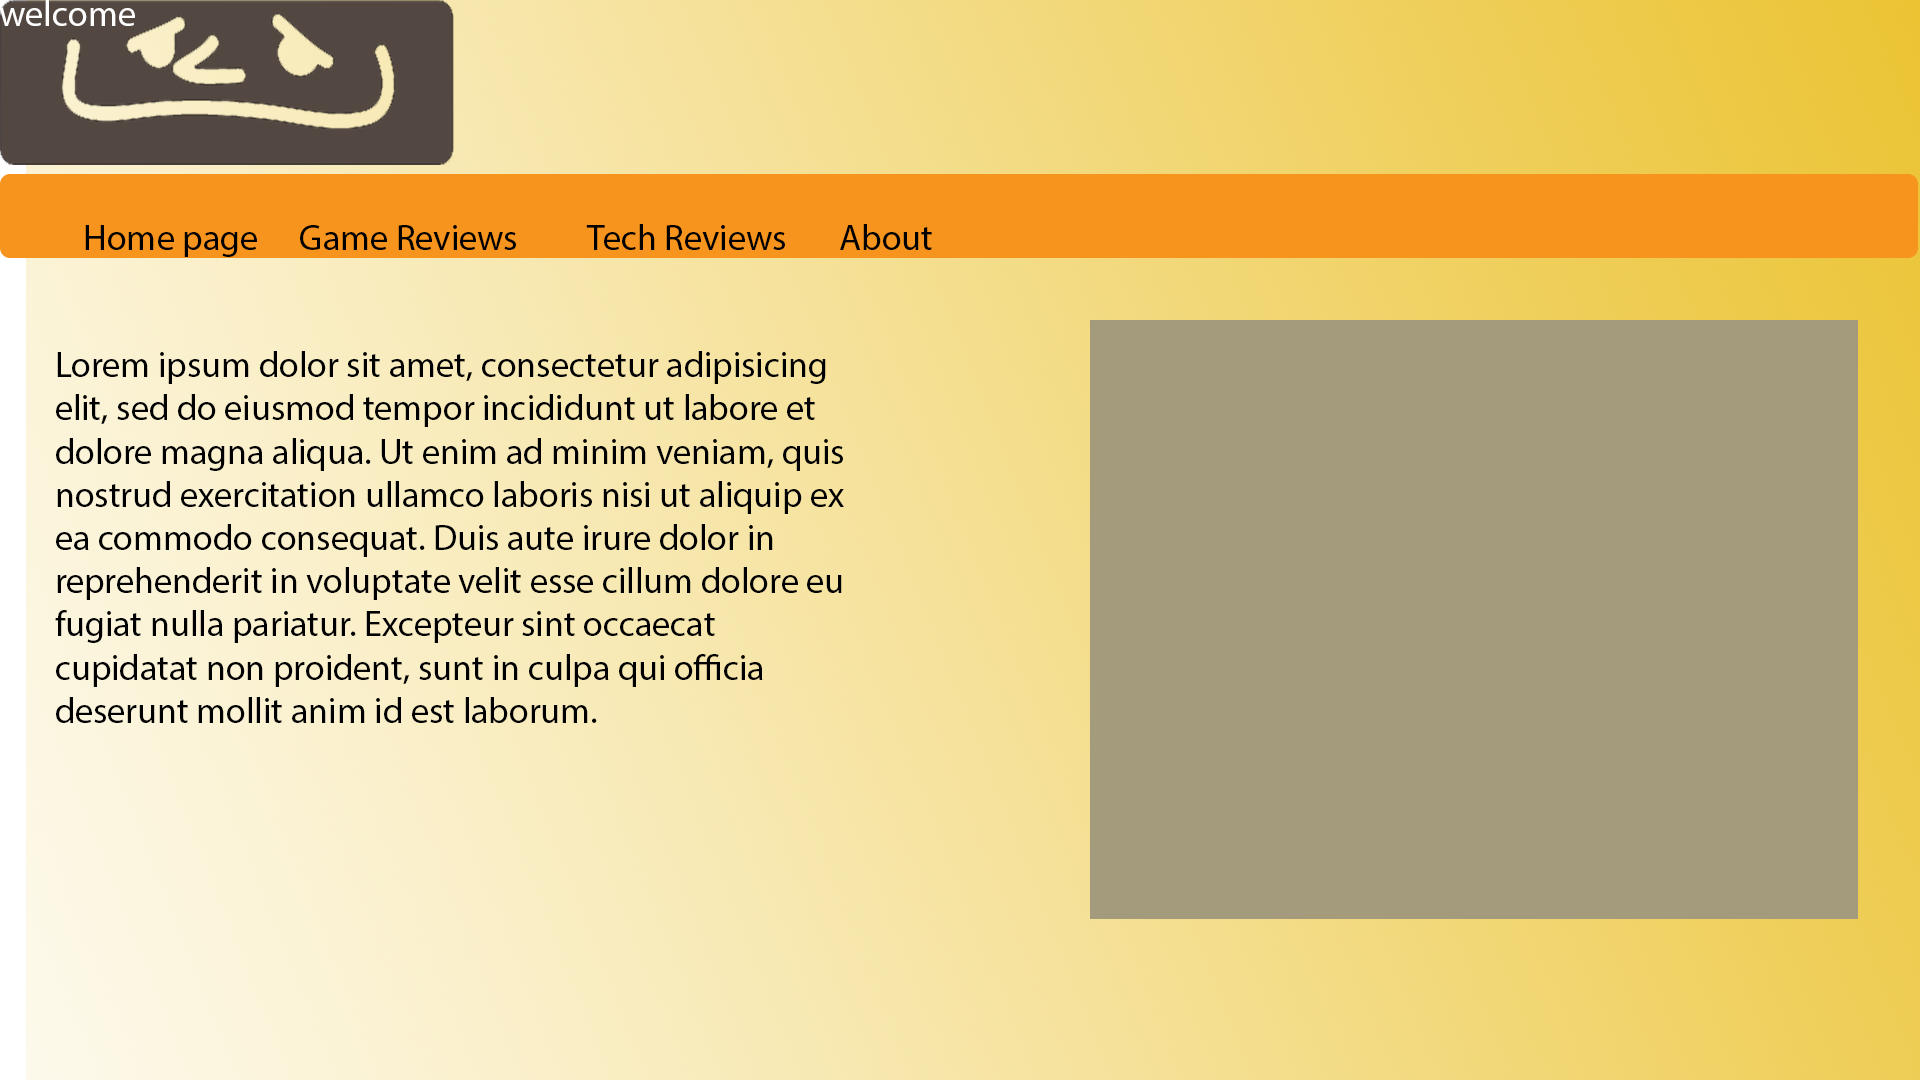 welcome
Home page Game Reviews Tech Reviews About
Lorem ipsum dolor sit amet, consectetur adipisicing
elit, sed do eiusmod tempor incididunt ut labore et
dolore magna aliqua. Ut enim ad minim veniam, quis
nostrud exercitation ullamco laboris nisi ut aliquip ex
ea commodo consequat. Duis aute irure dolor in
reprehenderit in voluptate velit esse cillum dolore eu
fugiat nulla pariatur. Excepteur sint occaecat
cupidatat non proident, sunt in culpa qui officia
deserunt mollit anim id est laborum.